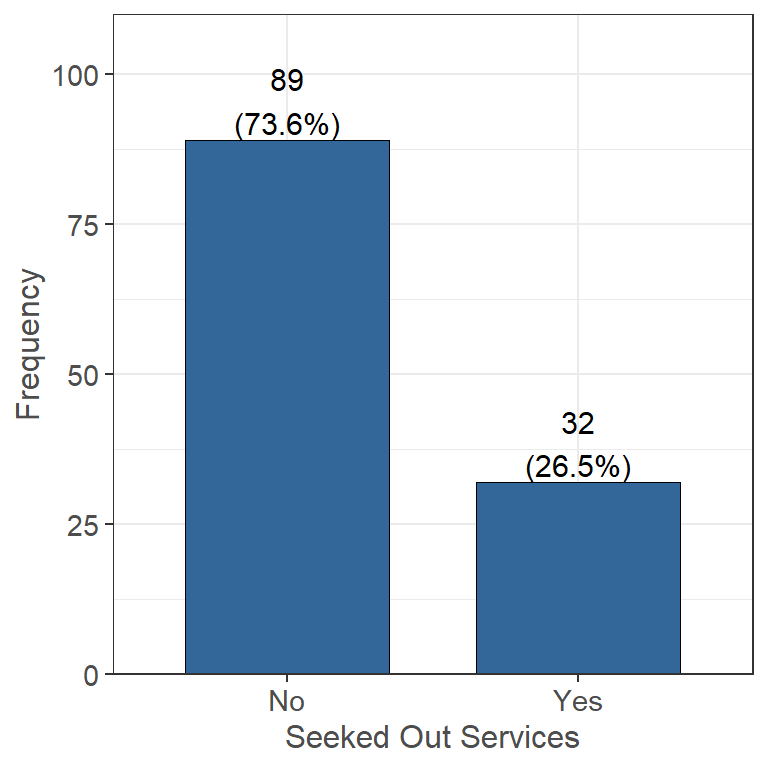 100
75
50
25
0
Frequency
89
(73.6%)
32
(26.5%)
No
Yes
Seeked Out Services